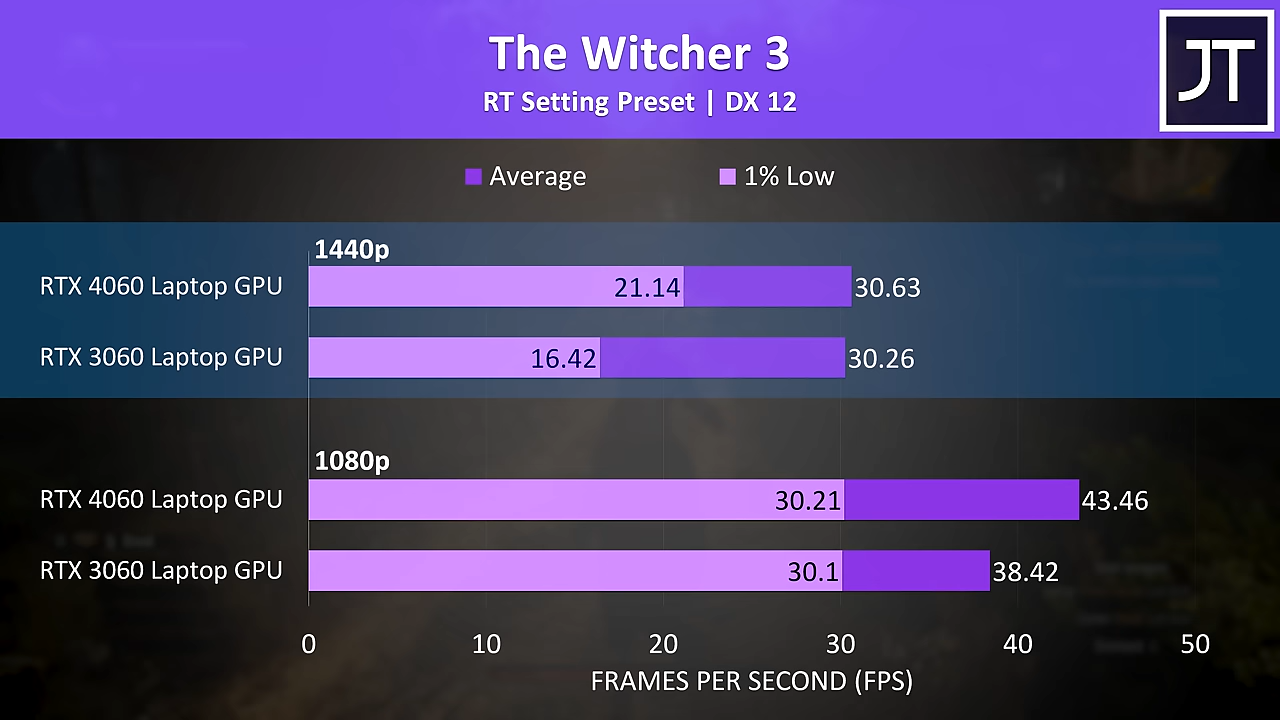 The Witcher 3
RT Setting Preset | DX 12
JT
Average 1% Low
1440p
RTX 4060 Laptop GPU 21.14 30.63
RTX 3060 Laptop GPU 16.42 30.26
1080p
RTX 4060 Laptop GPU 30.21 43.46
RTX 3060 Laptop GPU 30.1 38.42
0 10 20 30 40 50
FRAMES PER SECOND (FPS)